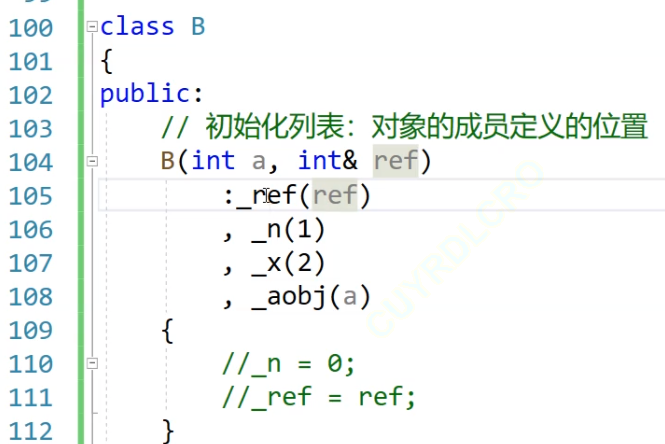 100 class B
101 {
102 public:
103 // 初始化列表：对象的成员定义的位置
104 B(int a, int& ref)
105 :_ref(ref)
106 , _n(1)
107 , _x(2)
108 , _aobj(a)
109 {
110 //_n = 0;
111 //_ref = ref;
112 }
CUYRDLCRO